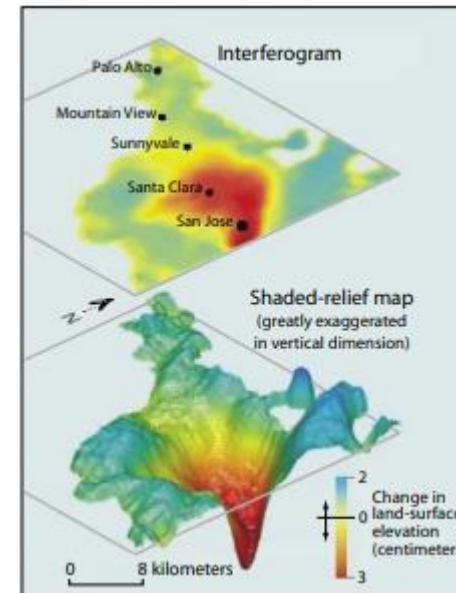 Interferogram
Palo Alto
Mountain View
Sunnyvale
Santa Clara
San Jose
N
Shaded-relief map
(greatly exaggerated
in vertical dimension)
2
0
3
Change in
land-surface
elevation
(centimeter
0 8 kilometers